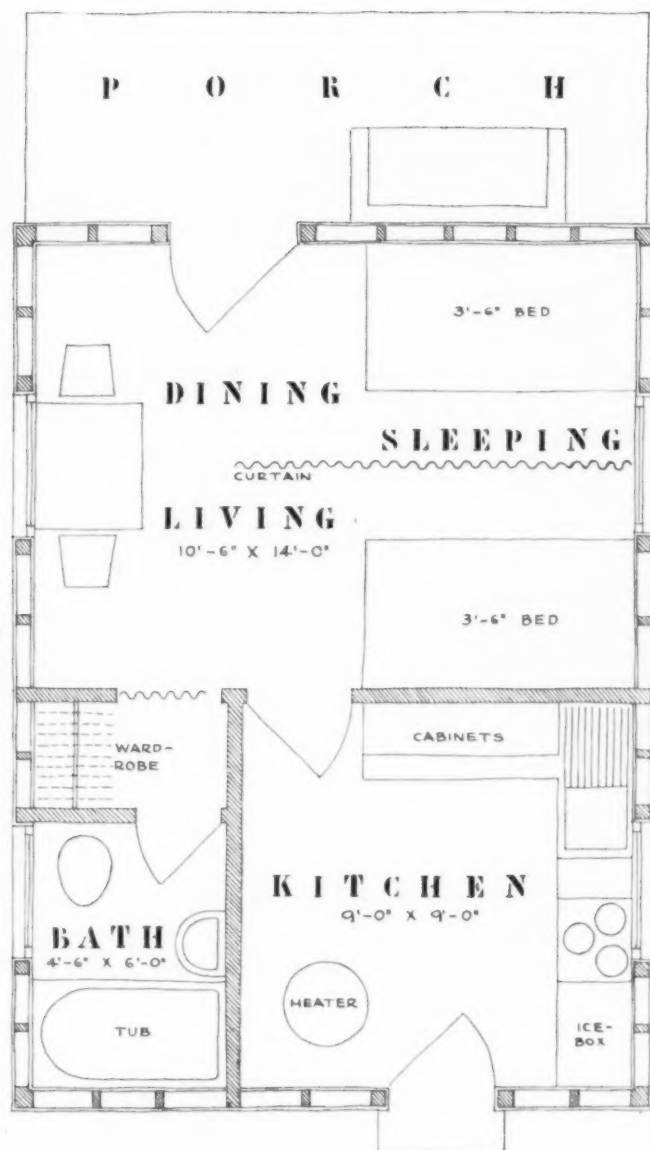 PORCH
3'-6" BED
DINING
SLEEPING
CURTAIN
LIVING
10'-6" X 14'-0"
3'-6" BED
WARD-
ROBE
CABINETS
KITCHEN
9'-0" X 9'-0"
BATH
4'-6" X 6'-0"
HEATER
TUB
ICE-
BOX